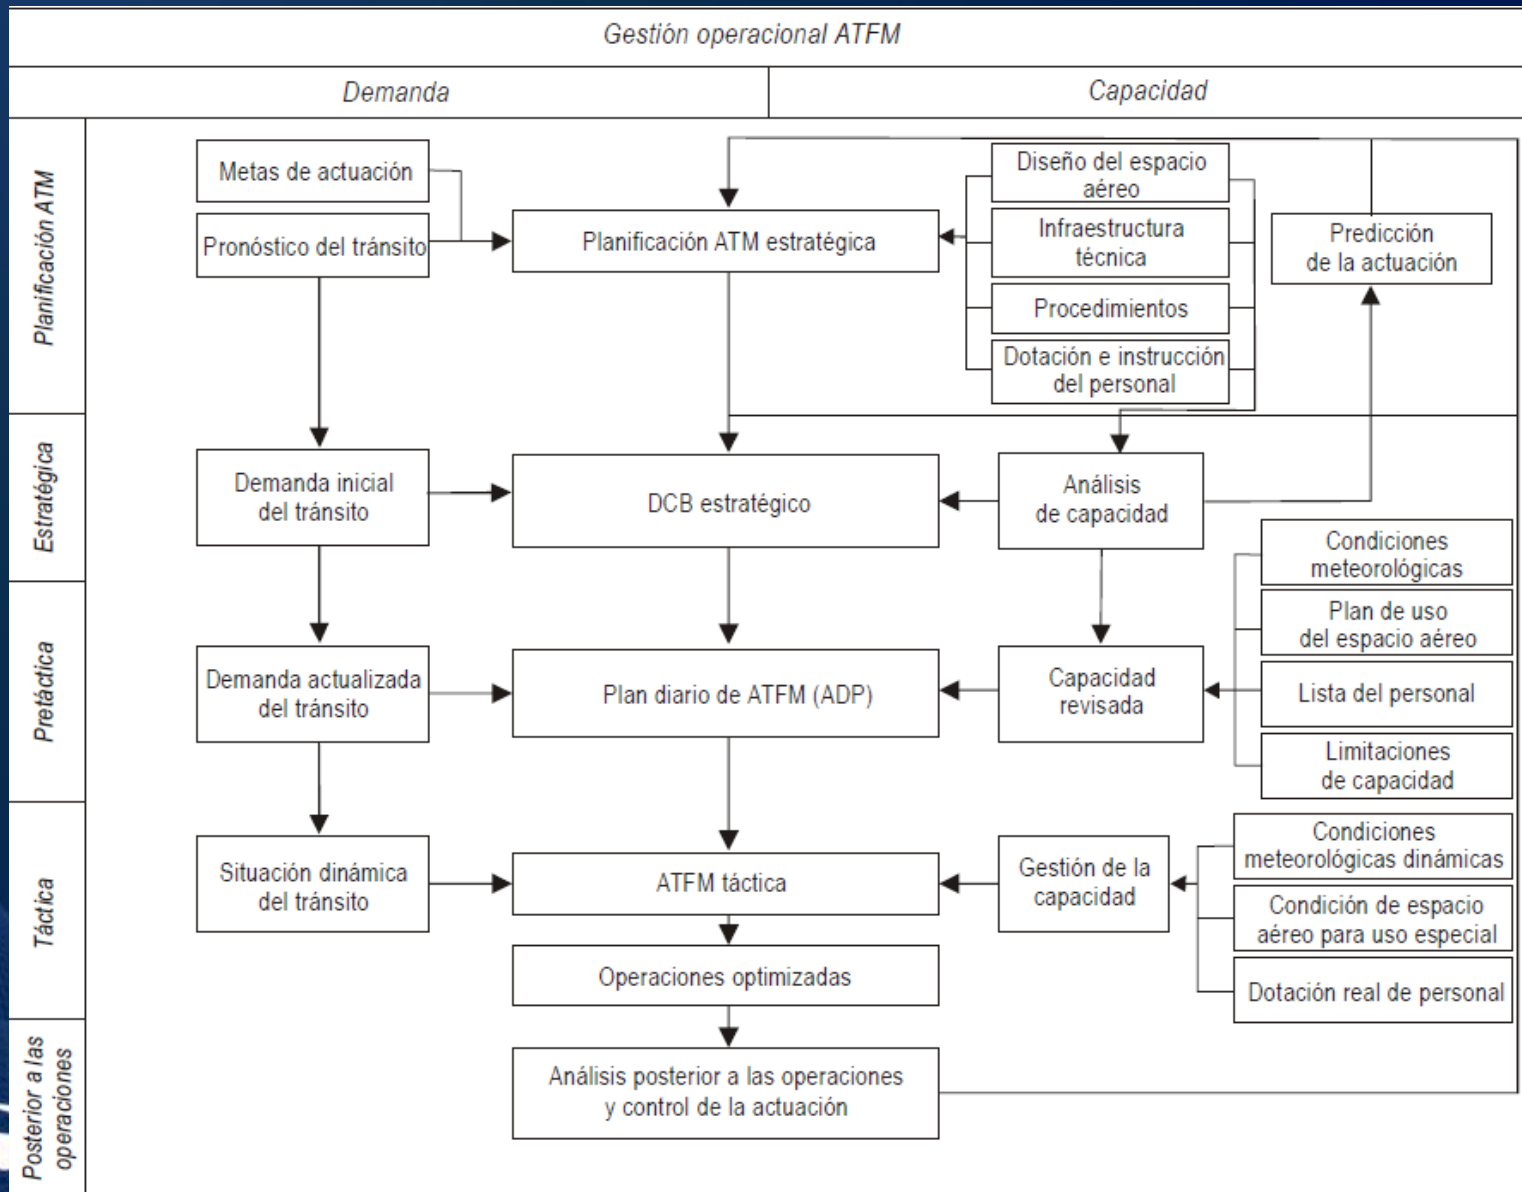 Gestión operacional ATFM
Demanda
Capacidad
Planificación ATM
Metas de actuación
Pronóstico del tránsito
Planificación ATM estratégica
Diseño del espacio
aéreo
Infraestructura
técnica
Procedimientos
Dotación e instrucción
del personal
Predicción
de la actuación
Estratégica
Demanda inicial
del tránsito
DCB estratégico
Análisis
de capacidad
Pretáctica
Demanda actualizada
del tránsito
Plan diario de ATFM (ADP)
Capacidad
revisada
Condiciones
meteorológicas
Plan de uso
del espacio aéreo
Lista del personal
Limitaciones
de capacidad
Táctica
Situación dinámica
del tránsito
ATFM táctica
Gestión de la
capacidad
Condiciones
meteorológicas dinámicas
Condición de espacio
aéreo para uso especial
Dotación real de personal
Operaciones optimizadas
Posterior a las
operaciones
Análisis posterior a las operaciones
y control de la actuación